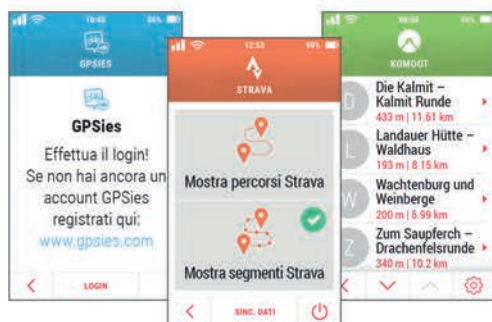 GPSIES
GPSies
Effettua il login!
Se non hai ancora un
account GPSies
registrati qui:
www.gpsies.com
LOGIN
12:53
STRAVA
Mostra percorsi Strava
Mostra segmenti Strava
SINC. DATI
KOMOOT
D
Die Kalmit –
Kalmit Runde
433 m | 11.61 km
L
Landauer Hütte –
Waldhaus
193 m | 8.15 km
W
Wachtenburg und
Weinberge
200 m | 5.99 km
Z
Zum Saupferch –
Drachenfelsrunde
340 m | 10.2 km